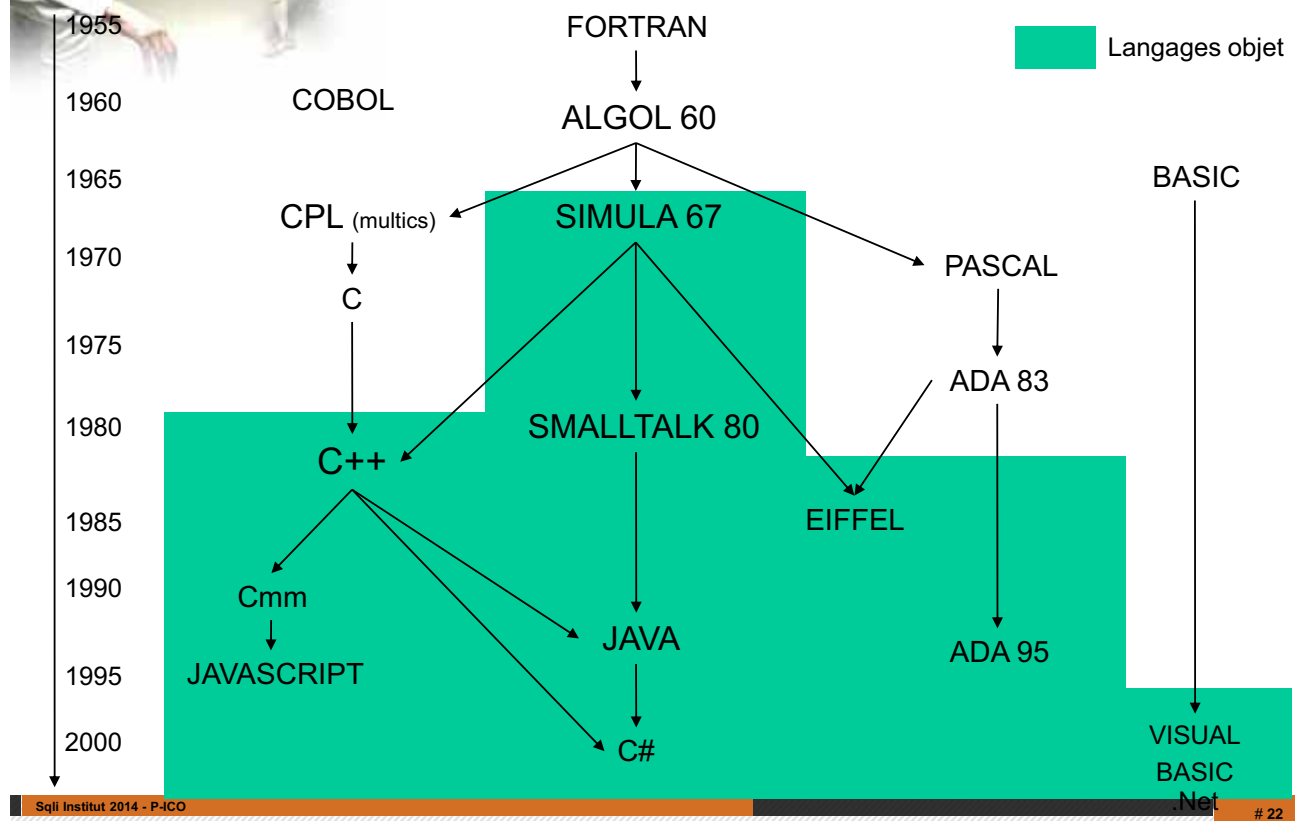 1955
FORTRAN
Langages objet
1960
COBOL
ALGOL 60
1965
BASIC
CPL (multics)
SIMULA 67
1970
PASCAL
C
1975
ADA 83
1980
SMALLTALK 80
C++
1985
EIFFEL
1990
Cmm
JAVA
ADA 95
1995
JAVASCRIPT
2000
C#
VISUAL
BASIC
.Net
Sqli Institut 2014 - P-ICO
# 22